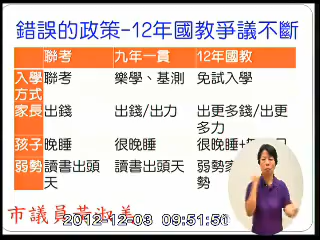 錯誤的政策-12年國教爭議不斷
聯考 九年一貫 12年國教
入學方式 聯考 樂學、基測 免試入學
家長 出錢 出錢/出力 出更多錢/出更多力
孩子 晚睡 很晚睡 很晚睡+
弱勢 讀書出頭天 讀書出頭天 弱勢 勢
市議員 淑美
2012-12-03 09:51:50